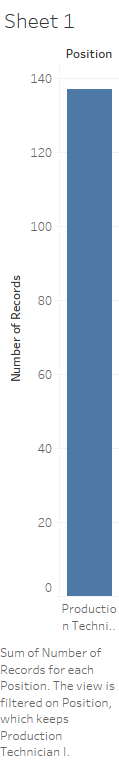 Sheet 1
Position
140
120
100
80
60
40
20
0
Number of Records
Productio
n Techni..
Sum of Number of
Records for each
Position. The view is
filtered on Position,
which keeps
Production
Technician I.